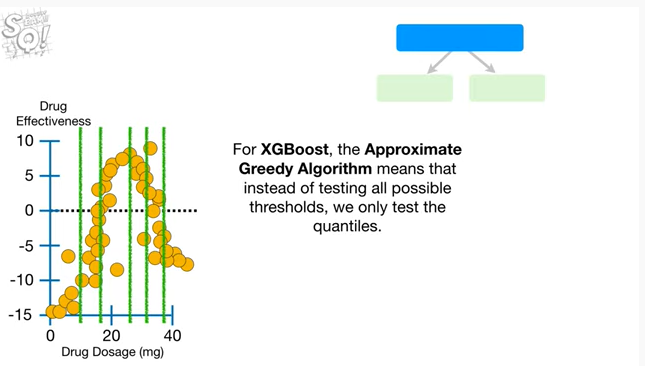 SQ!
Drug
Effectiveness
10
5
0
-5
-10
-15
0 20 40
Drug Dosage (mg)
For XGBoost, the Approximate
Greedy Algorithm means that
instead of testing all possible
thresholds, we only test the
quantiles.